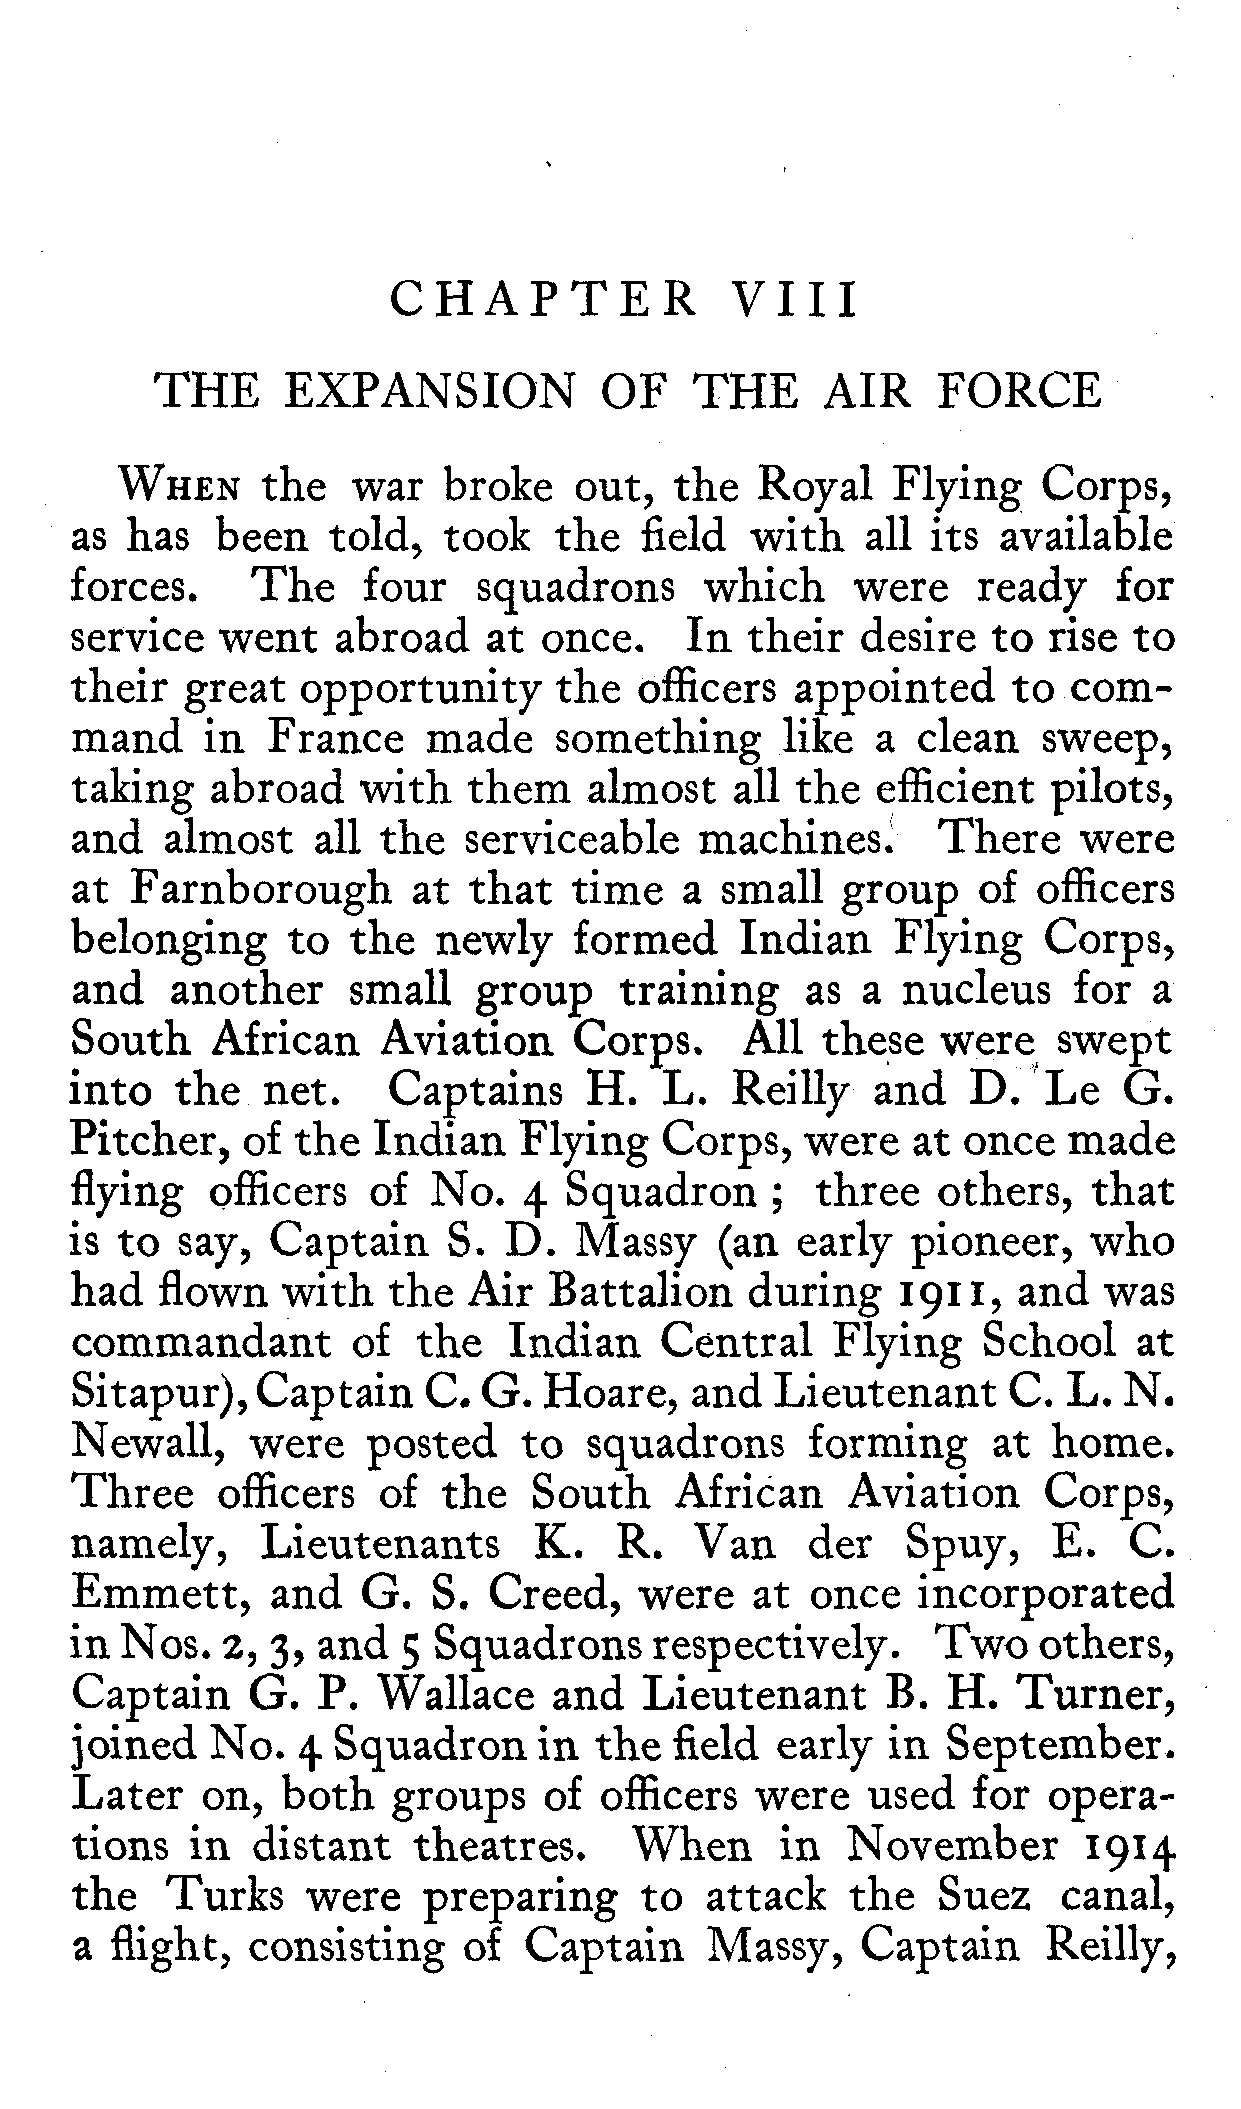 CHAPTER VIII
THE EXPANSION OF THE AIR FORCE
WHEN the war broke out, the Royal Flying Corps,
as has been told, took the field with all its available
forces. The four squadrons which were ready for
service went abroad at once. In their desire to rise to
their great opportunity the officers appointed to com-
mand in France made something like a clean sweep,
taking abroad with them almost all the efficient pilots,
and almost all the serviceable machines. There were
at Farnborough at that time a small group of officers
belonging to the newly formed Indian Flying Corps,
and another small group training as a nucleus for a
South African Aviation Corps. All these were swept
into the net. Captains H. L. Reilly and D. Le G.
Pitcher, of the Indian Flying Corps, were at once made
flying officers of No. 4 Squadron ; three others, that
is to say, Captain S. D. Massy (an early pioneer, who
had flown with the Air Battalion during 1911, and was
commandant of the Indian Central Flying School at
Sitapur), Captain C. G. Hoare, and Lieutenant C. L. N.
Newall, were posted to squadrons forming at home.
Three officers of the South African Aviation Corps,
namely, Lieutenants K. R. Van der Spuy, E. C.
Emmett, and G. S. Creed, were at once incorporated
in Nos. 2, 3, and 5 Squadrons respectively. Two others,
Captain G. P. Wallace and Lieutenant B. H. Turner,
joined No. 4 Squadron in the field early in September.
Later on, both groups of officers were used for opera-
tions in distant theatres. When in November 1914
the Turks were preparing to attack the Suez canal,
a flight, consisting of Captain Massy, Captain Reilly,